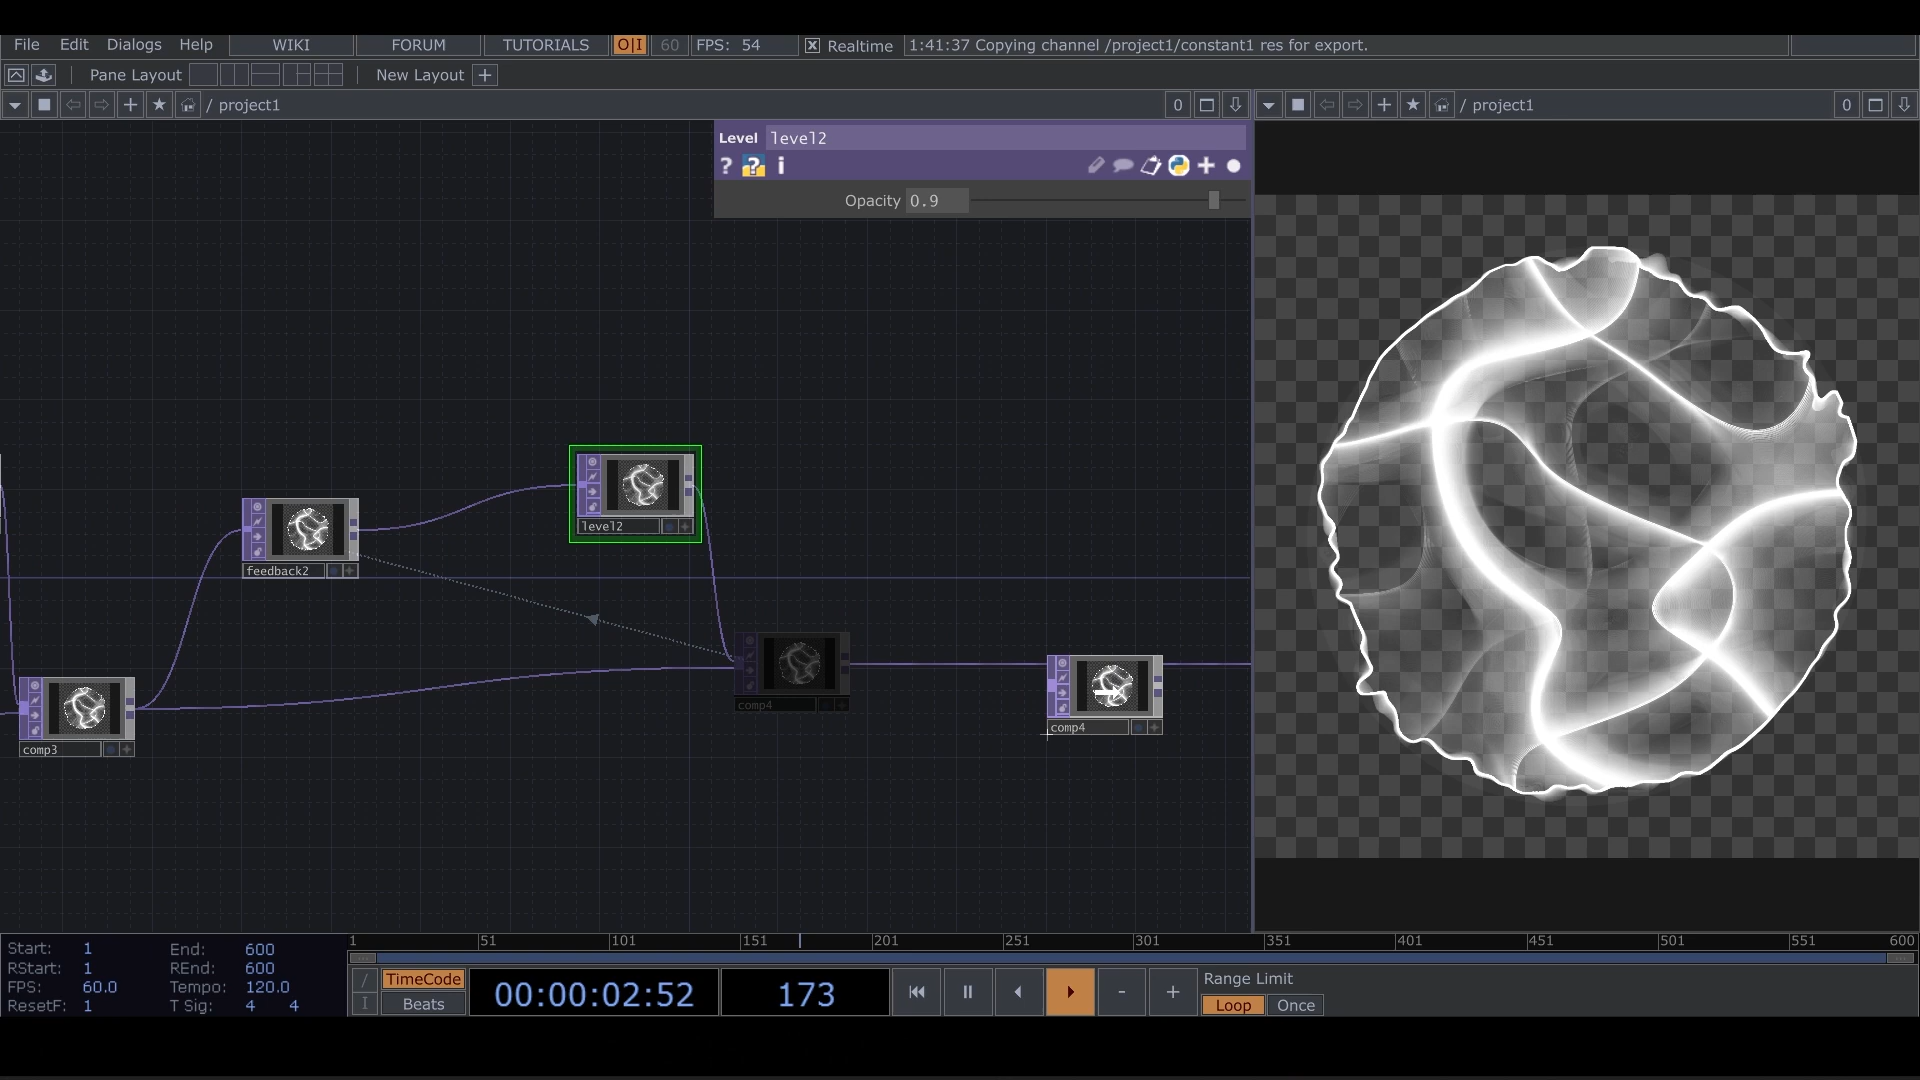 File Edit Dialogs Help WIKI FORUM TUTORIALS O|I 60 FPS: 54 Realtime 1:41:37 Copying channel /project1/constant1 res for export.
Pane Layout New Layout +
/ project1 0 / project1 0
Level level2
? ? i
Opacity 0.9
level2
feedback2
comp4
comp4
comp3
Start: 1 End: 600
RStart: 1 REnd: 600
FPS: 60.0 Tempo: 120.0
ResetF: 1 T Sig: 4 4
1 51 101 151 201 251 301 351 401 451 501 551 600
/ TimeCode 00:00:02:52 173 - + Range Limit
I Beats Loop Once